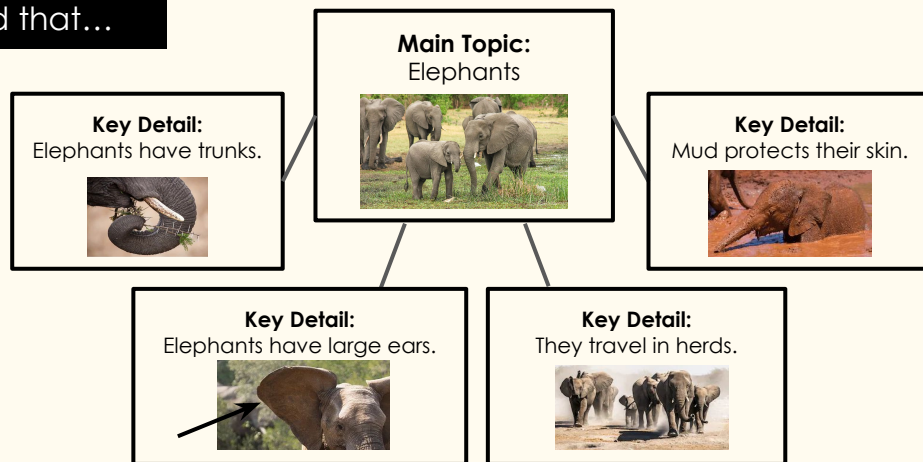 d that…
Main Topic:
Elephants
Key Detail:
Elephants have trunks.
Key Detail:
Mud protects their skin.
Key Detail:
Elephants have large ears.
Key Detail:
They travel in herds.